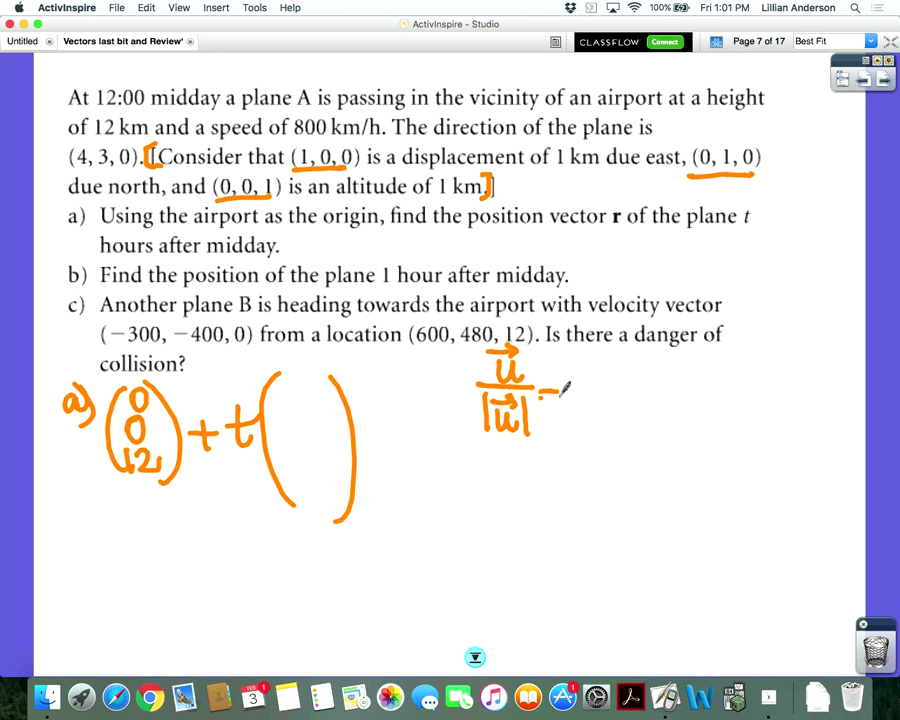 ActivInspire File Edit View Insert Tools Help 100% Fri 1:01 PM Lillian Anderson
ActivInspire - Studio
Untitled Vectors last bit and Review* CLASSFLOW Connect Page 7 of 17 Best Fit
At 12:00 midday a plane A is passing in the vicinity of an airport at a height
of 12 km and a speed of 800 km/h. The direction of the plane is
(4, 3, 0). [Consider that (1, 0, 0) is a displacement of 1 km due east, (0, 1, 0)
due north, and (0, 0, 1) is an altitude of 1 km.]
a) Using the airport as the origin, find the position vector r of the plane t
hours after midday.
b) Find the position of the plane 1 hour after midday.
c) Another plane B is heading towards the airport with velocity vector
(−300, −400, 0) from a location (600, 480, 12). Is there a danger of
collision?
a) (0 0 12) + t( )
u⃗ / |u⃗| =
FEB 3 1 1